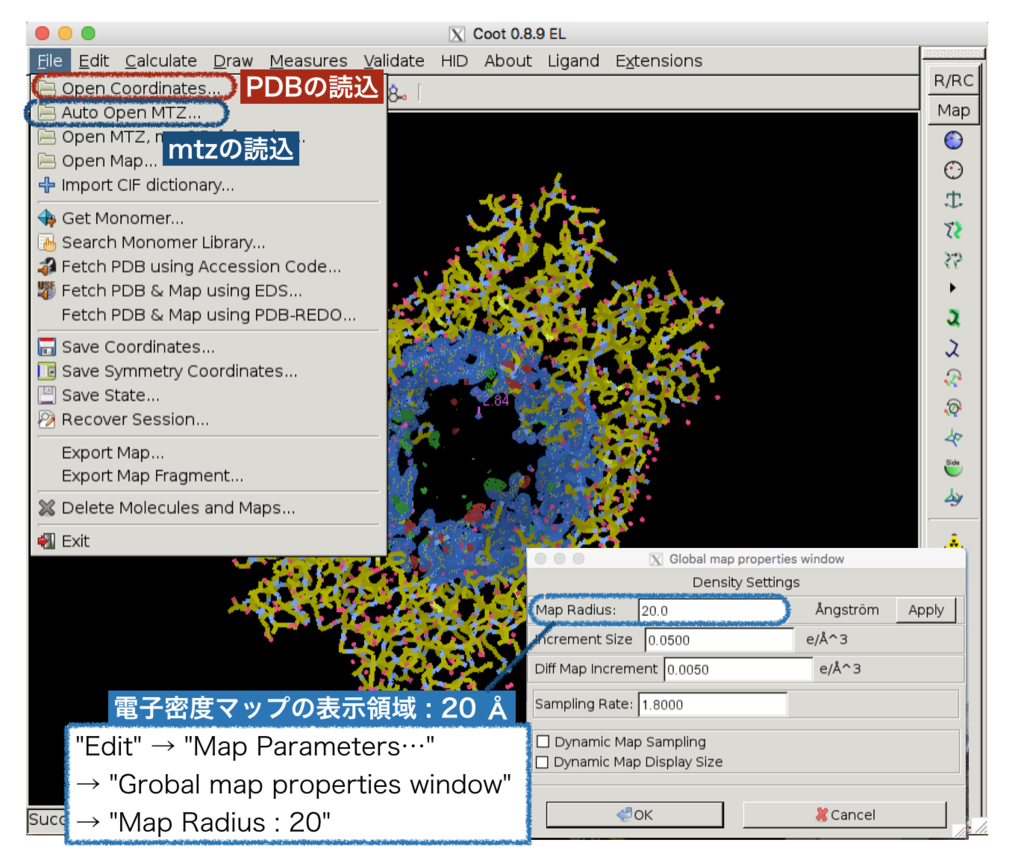 Coot 0.8.9 EL
File Edit Calculate Draw Measures Validate HID About Ligand Extensions
Open Coordinates...
PDBの読込
Auto Open MTZ...
Open MTZ,
mtzの読込
Open Map...
Import CIF dictionary...
Get Monomer...
Search Monomer Library...
Fetch PDB using Accession Code...
Fetch PDB & Map using EDS...
Fetch PDB & Map using PDB-REDO...
Save Coordinates...
Save Symmetry Coordinates...
Save State...
Recover Session...
Export Map...
Export Map Fragment...
Delete Molecules and Maps...
Exit
R/RC
Map
Side
2.84
Global map properties window
Density Settings
Map Radius: 20.0 Ångström Apply
Increment Size 0.0500 e/Å^3
Diff Map Increment 0.0050 e/Å^3
Sampling Rate: 1.8000
Dynamic Map Sampling
Dynamic Map Display Size
OK Cancel
電子密度マップの表示領域 : 20 Å
"Edit" → "Map Parameters…"
→ "Grobal map properties window"
→ "Map Radius : 20"
Succ